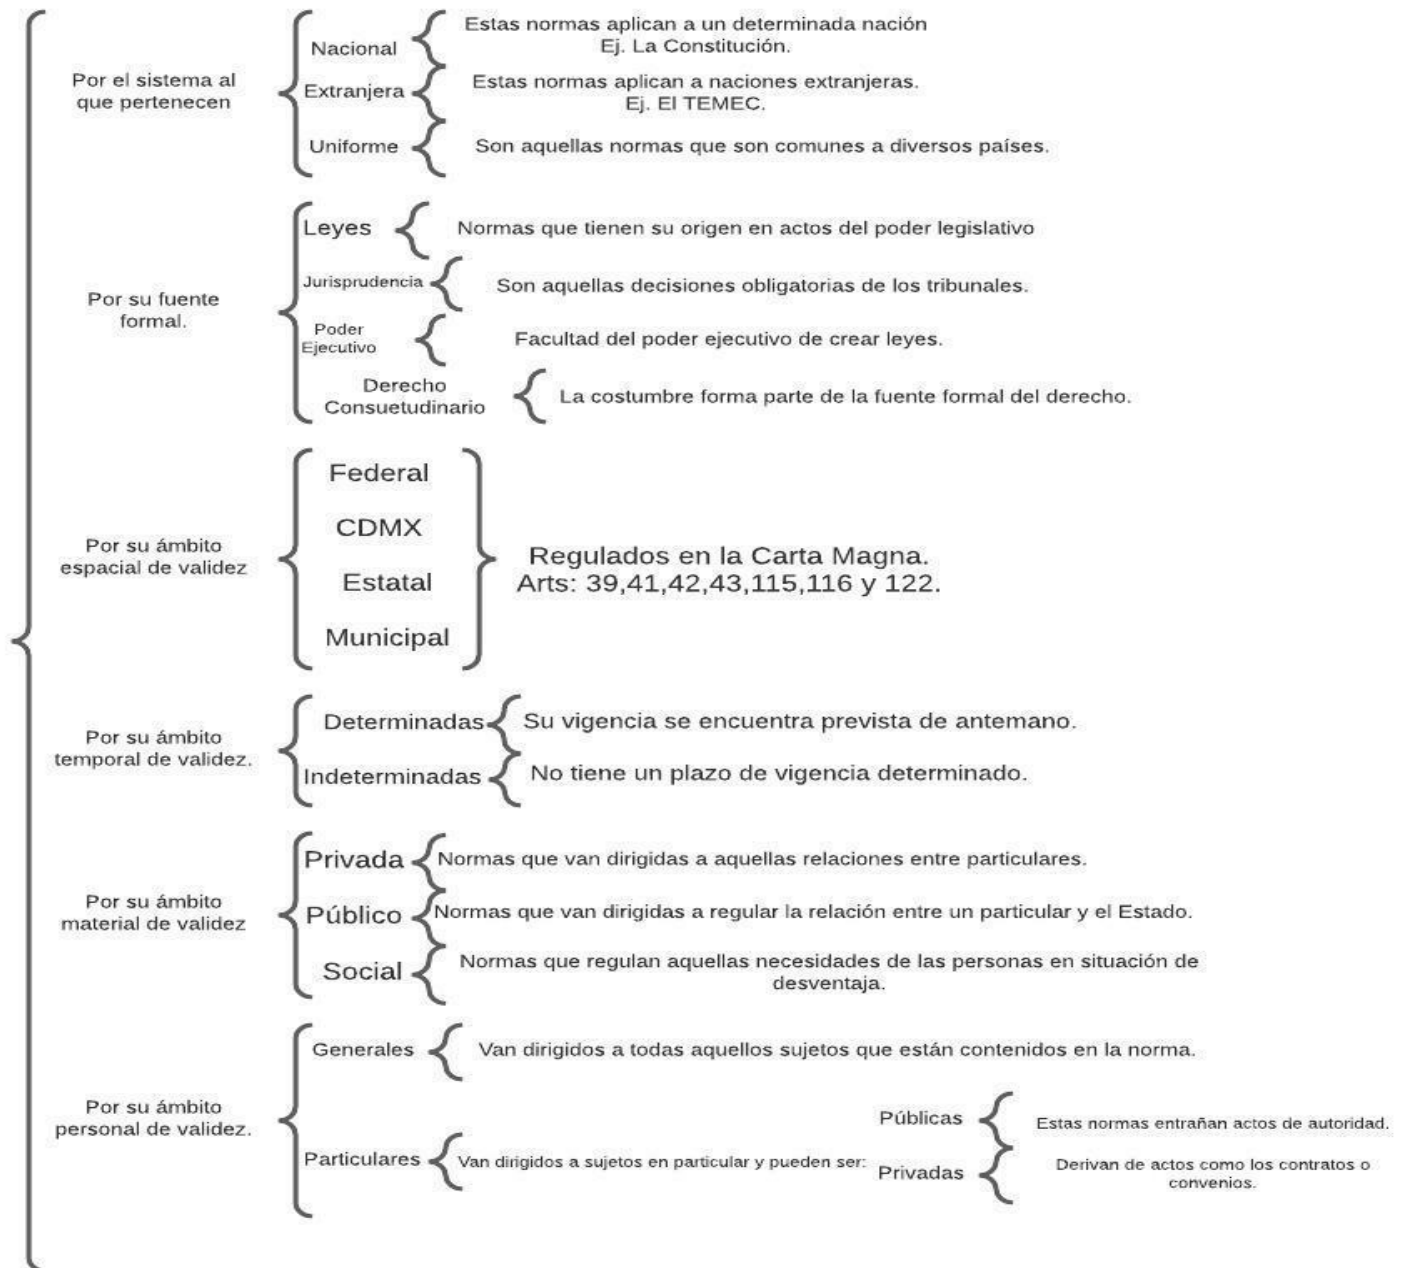 Por el sistema al
que pertenecen
Nacional
Estas normas aplican a un determinada nación
Ej. La Constitución.
Extranjera
Estas normas aplican a naciones extranjeras.
Ej. El TEMEC.
Uniforme
Son aquellas normas que son comunes a diversos países.
Por su fuente
formal.
Leyes
Normas que tienen su origen en actos del poder legislativo
Jurisprudencia
Son aquellas decisiones obligatorias de los tribunales.
Poder
Ejecutivo
Facultad del poder ejecutivo de crear leyes.
Derecho
Consuetudinario
La costumbre forma parte de la fuente formal del derecho.
Por su ámbito
espacial de validez
Federal
CDMX
Estatal
Municipal
Regulados en la Carta Magna.
Arts: 39,41,42,43,115,116 y 122.
Por su ámbito
temporal de validez.
Determinadas
Su vigencia se encuentra prevista de antemano.
Indeterminadas
No tiene un plazo de vigencia determinado.
Por su ámbito
material de validez
Privada
Normas que van dirigidas a aquellas relaciones entre particulares.
Público
Normas que van dirigidas a regular la relación entre un particular y el Estado.
Social
Normas que regulan aquellas necesidades de las personas en situación de
desventaja.
Por su ámbito
personal de validez.
Generales
Van dirigidos a todas aquellos sujetos que están contenidos en la norma.
Particulares
Van dirigidos a sujetos en particular y pueden ser:
Públicas
Estas normas entrañan actos de autoridad.
Privadas
Derivan de actos como los contratos o
convenios.